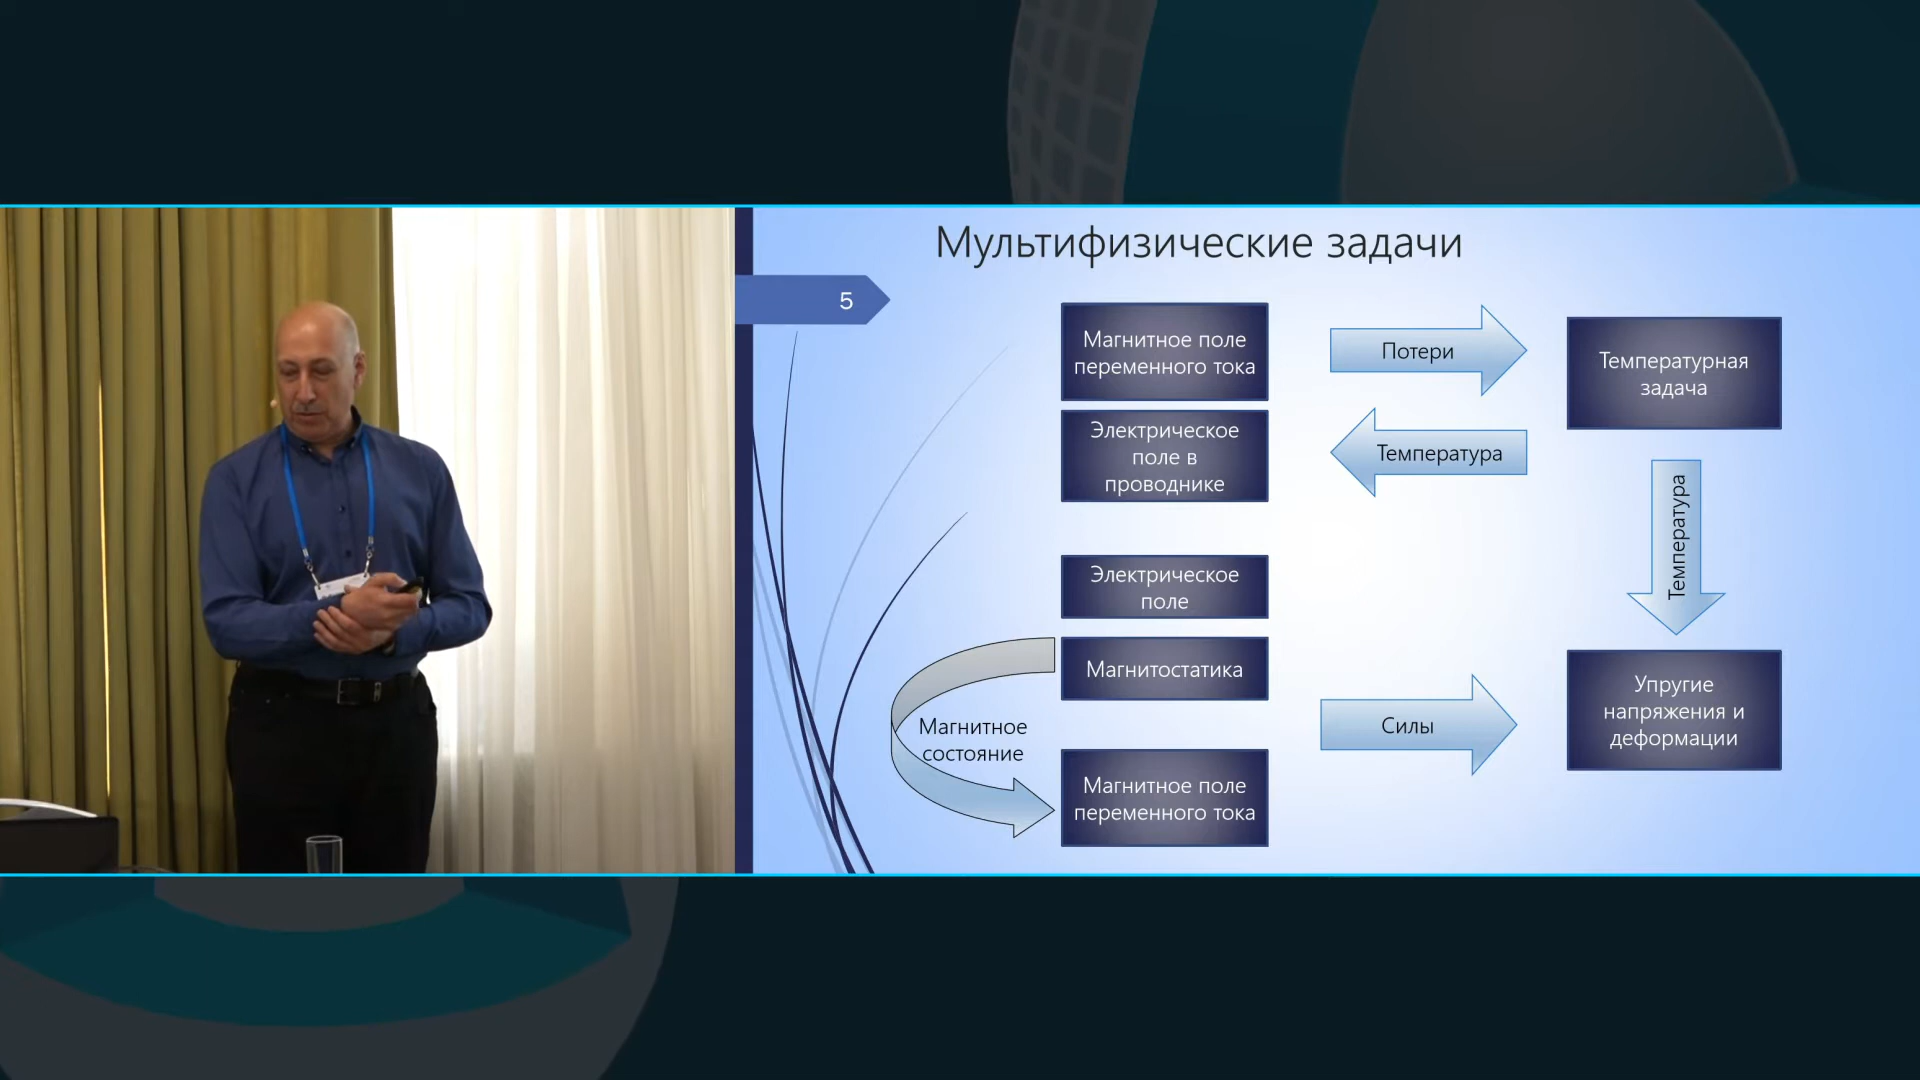 Мультифизические задачи
5
Магнитное поле
переменного тока
Потери
Температурная
задача
Электрическое
поле в
проводнике
Температура
Температура
Электрическое
поле
Магнитостатика
Магнитное
состояние
Силы
Упругие
напряжения и
деформации
Магнитное поле
переменного тока